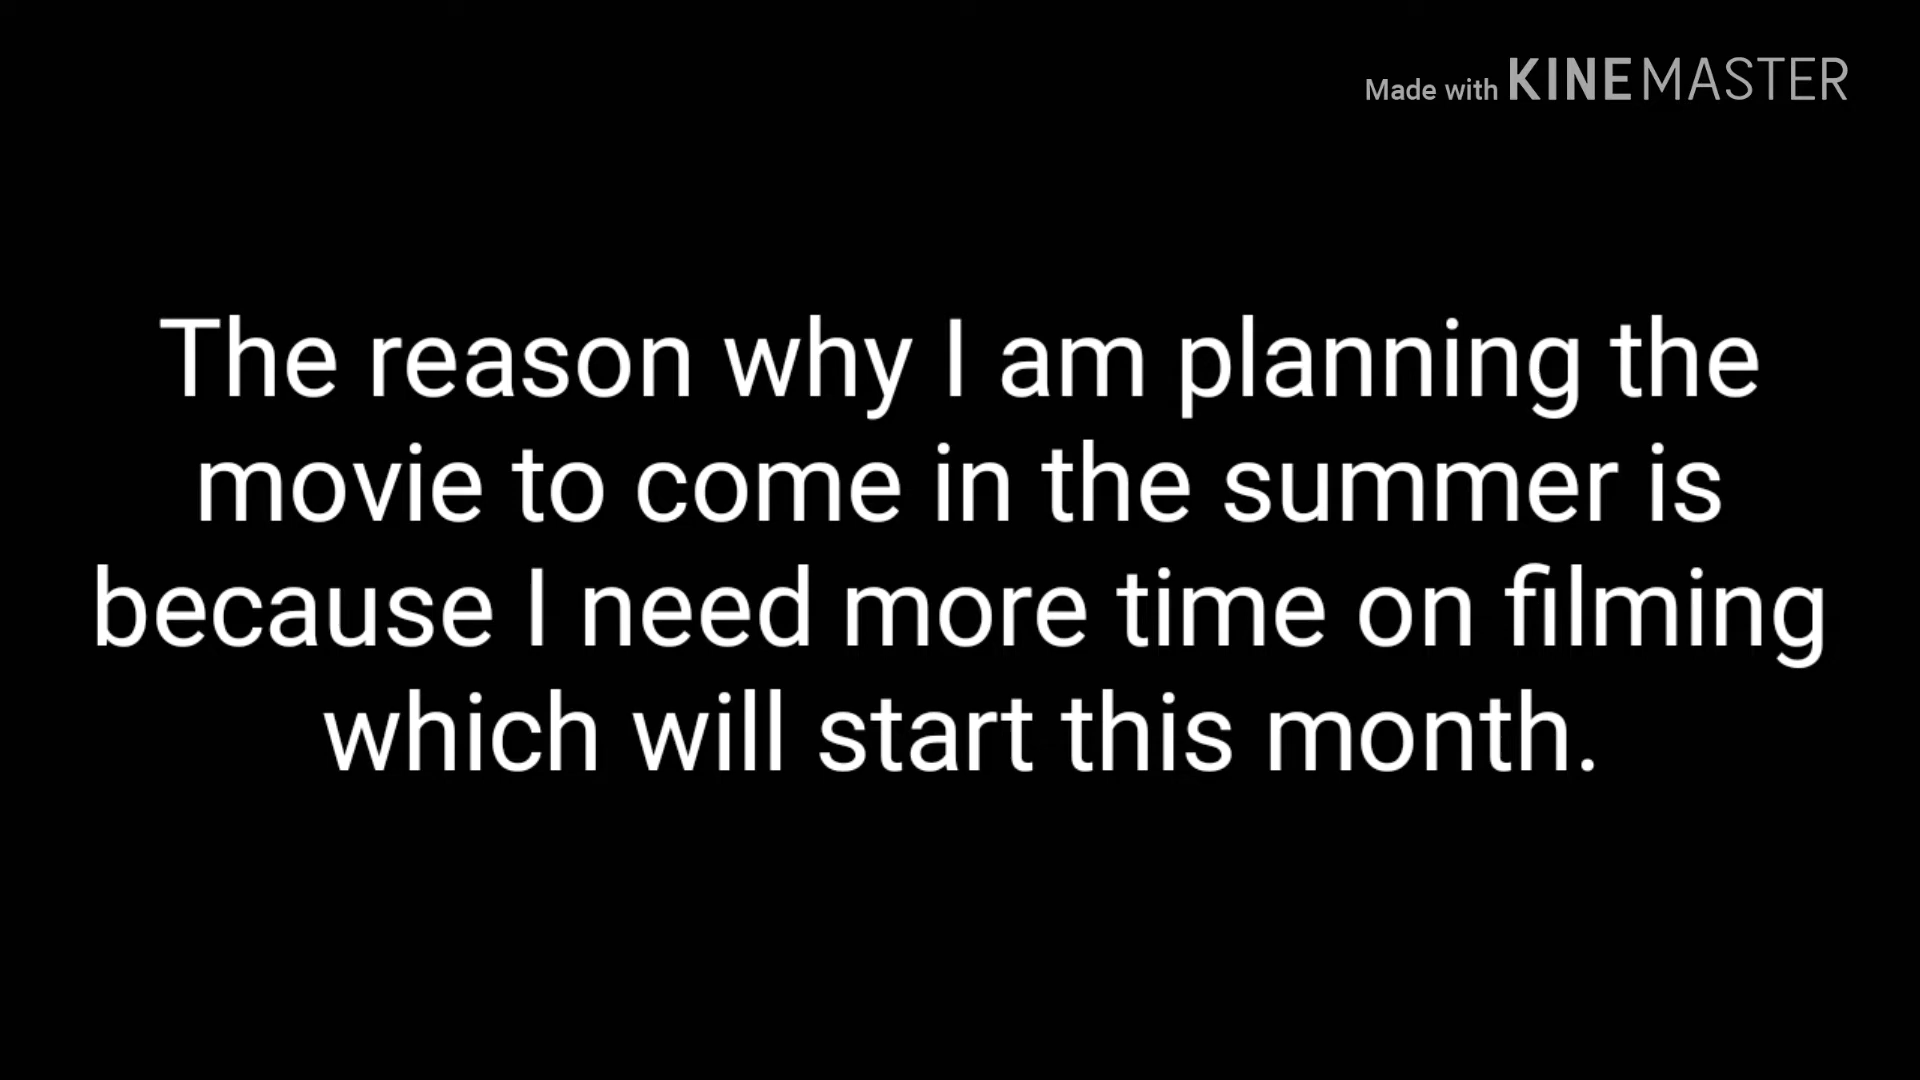 Made with KINEMASTER
The reason why I am planning the
movie to come in the summer is
because I need more time on filming
which will start this month.